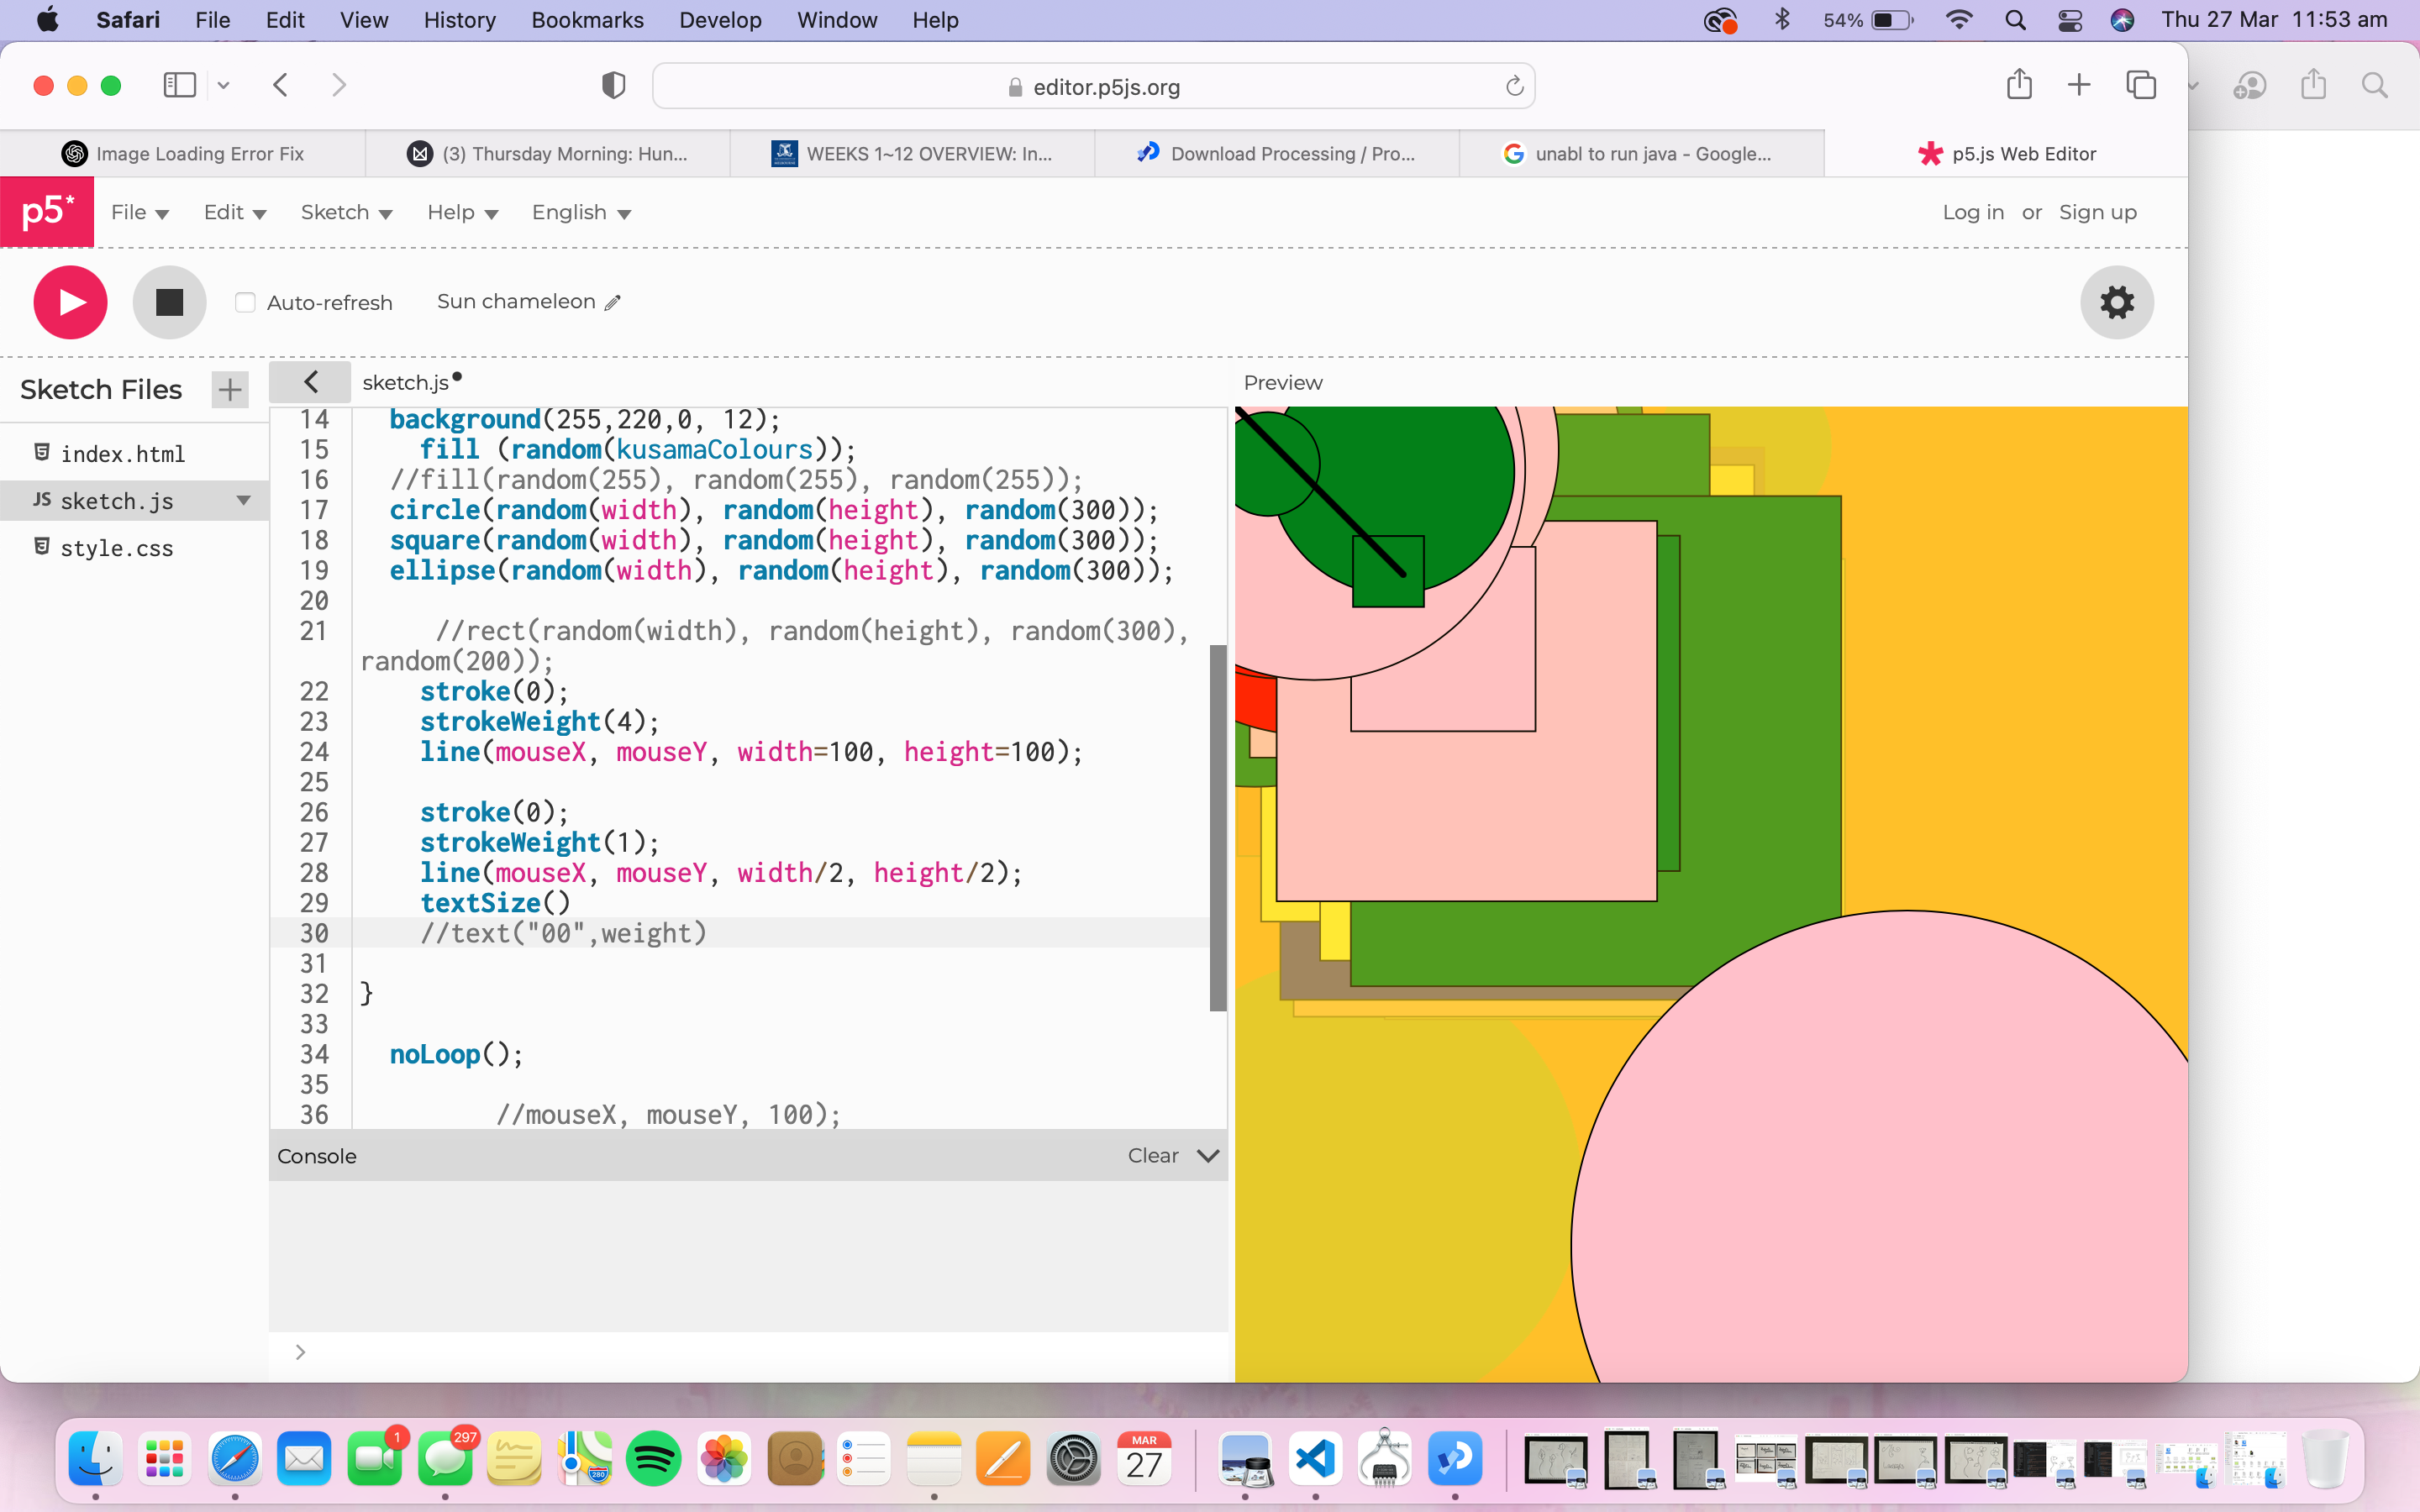 Safari File Edit View History Bookmarks Develop Window Help 54% Thu 27 Mar 11:53 am
editor.p5js.org
Image Loading Error Fix
(3) Thursday Morning: Hun...
WEEKS 1~12 OVERVIEW: In...
Download Processing / Pro...
unabl to run java - Google...
p5.js Web Editor
p5* File Edit Sketch Help English Log in or Sign up
Auto-refresh Sun chameleon
Sketch Files
index.html
JS sketch.js
style.css
sketch.js
Preview
14 background(255,220,0, 12);
15 fill (random(kusamaColours));
16 //fill(random(255), random(255), random(255));
17 circle(random(width), random(height), random(300));
18 square(random(width), random(height), random(300));
19 ellipse(random(width), random(height), random(300));
20
21 //rect(random(width), random(height), random(300),
random(200));
22 stroke(0);
23 strokeWeight(4);
24 line(mouseX, mouseY, width=100, height=100);
25
26 stroke(0);
27 strokeWeight(1);
28 line(mouseX, mouseY, width/2, height/2);
29 textSize()
30 //text("00",weight)
31
32 }
33
34 noLoop();
35
36 //mouseX, mouseY, 100);
Console Clear
>
1
297
280
MAR
27